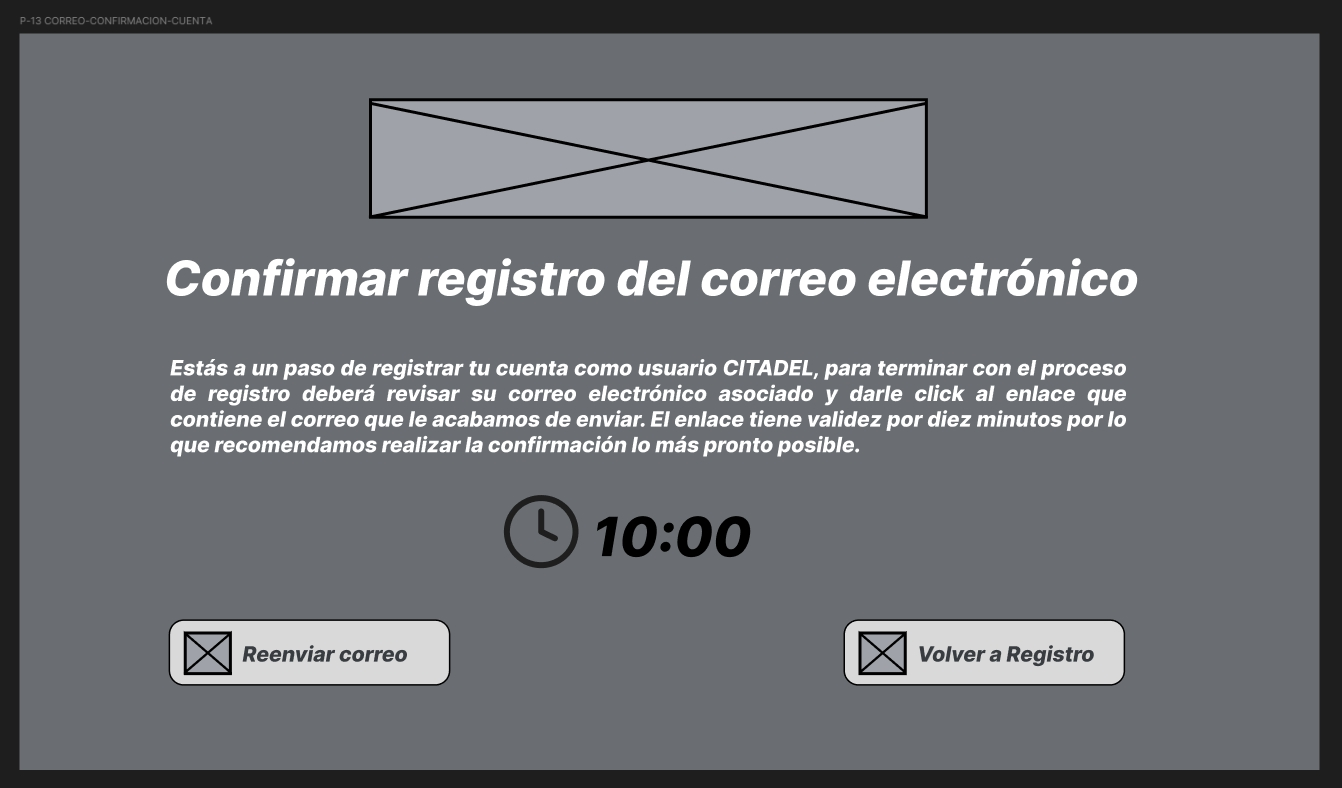 P-13 CORREO-CONFIRMACION-CUENTA
Confirmar registro del correo electrónico
Estás a un paso de registrar tu cuenta como usuario CITADEL, para terminar con el proceso
de registro deberá revisar su correo electrónico asociado y darle click al enlace que
contiene el correo que le acabamos de enviar. El enlace tiene validez por diez minutos por lo
que recomendamos realizar la confirmación lo más pronto posible.
10:00
Reenviar correo
Volver a Registro